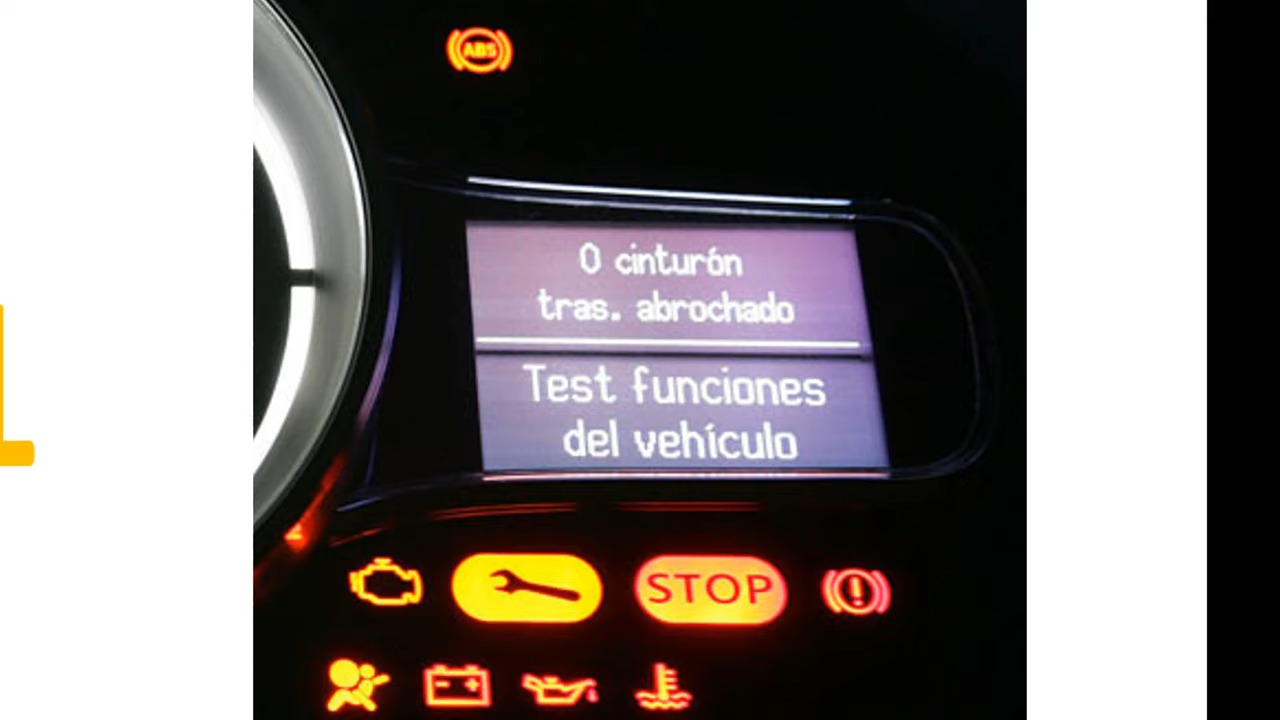 ABS
0 cinturón
tras. abrochado
Test funciones
del vehículo
STOP